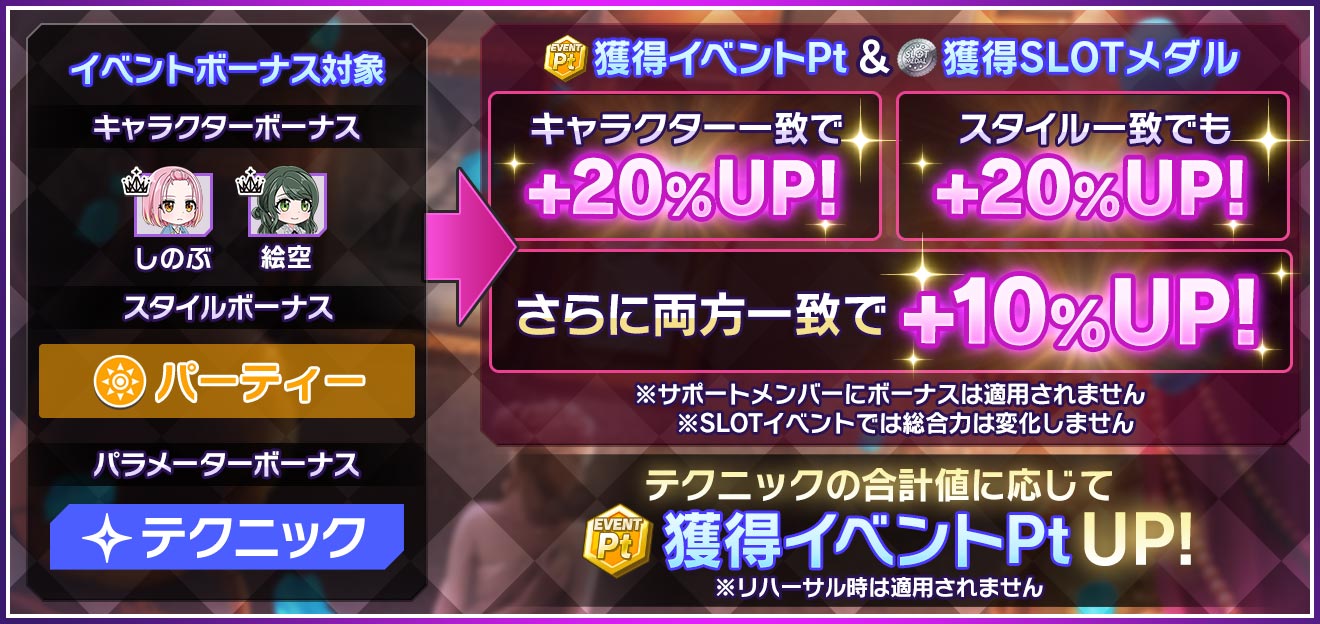 イベントボーナス対象
キャラクターボーナス
しのぶ
絵空
スタイルボーナス
パーティー
パラメーターボーナス
テクニック
EVENT Pt 獲得イベントPt & SLOT MEDAL 獲得SLOTメダル
キャラクター一致で
+20%UP!
スタイル一致でも
+20%UP!
さらに両方一致で+10%UP!
※サポートメンバーにボーナスは適用されません
※SLOTイベントでは総合力は変化しません
テクニックの合計値に応じて
EVENT Pt 獲得イベントPt UP!
※リハーサル時は適用されません